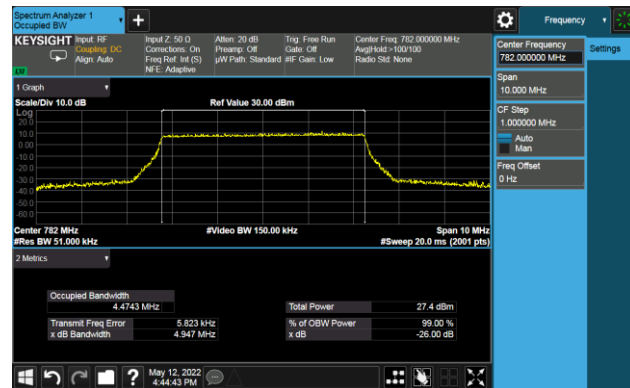 Spectrum Analyzer 1
Occupied BW
Frequency
KEYSIGHT
Input: RF
Coupling: DC
Align: Auto
Input Z: 50 Ω
Corrections: On
Freq Ref: Int (S)
NFE: Adaptive
Atten: 20 dB
Preamp: Off
µW Path: Standard
Trig: Free Run
Gate: Off
#IF Gain: Low
Center Freq: 782.000000 MHz
Avg|Hold:>100/100
Radio Std: None
1 Graph
Scale/Div 10.0 dB
Ref Value 30.00 dBm
Log
20.0
10.0
0.00
-10.0
-20.0
-30.0
-40.0
-50.0
-60.0
Center 782 MHz
#Video BW 150.00 kHz
Span 10 MHz
#Res BW 51.000 kHz
#Sweep 20.0 ms (2001 pts)
2 Metrics
Occupied Bandwidth
4.4743 MHz
Total Power
27.4 dBm
Transmit Freq Error
5.823 kHz
% of OBW Power
99.00 %
x dB Bandwidth
4.947 MHz
x dB
-26.00 dB
May 12, 2022
4:44:43 PM
Center Frequency
782.000000 MHz
Settings
Span
10.000 MHz
CF Step
1.000000 MHz
Auto
Man
Freq Offset
0 Hz